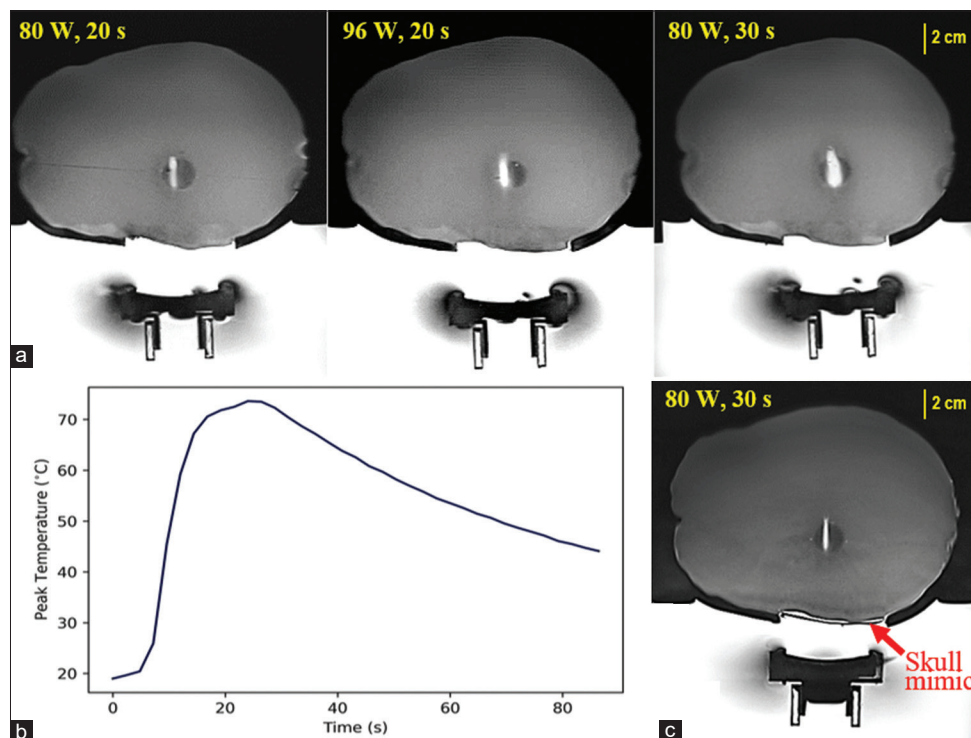 80 W, 20 s
96 W, 20 s
80 W, 30 s
2 cm
a
70
60
50
40
30
20
Peak Temperature (°C)
0
20
40
60
80
Time (s)
b
80 W, 30 s
2 cm
Skull
mimic
c